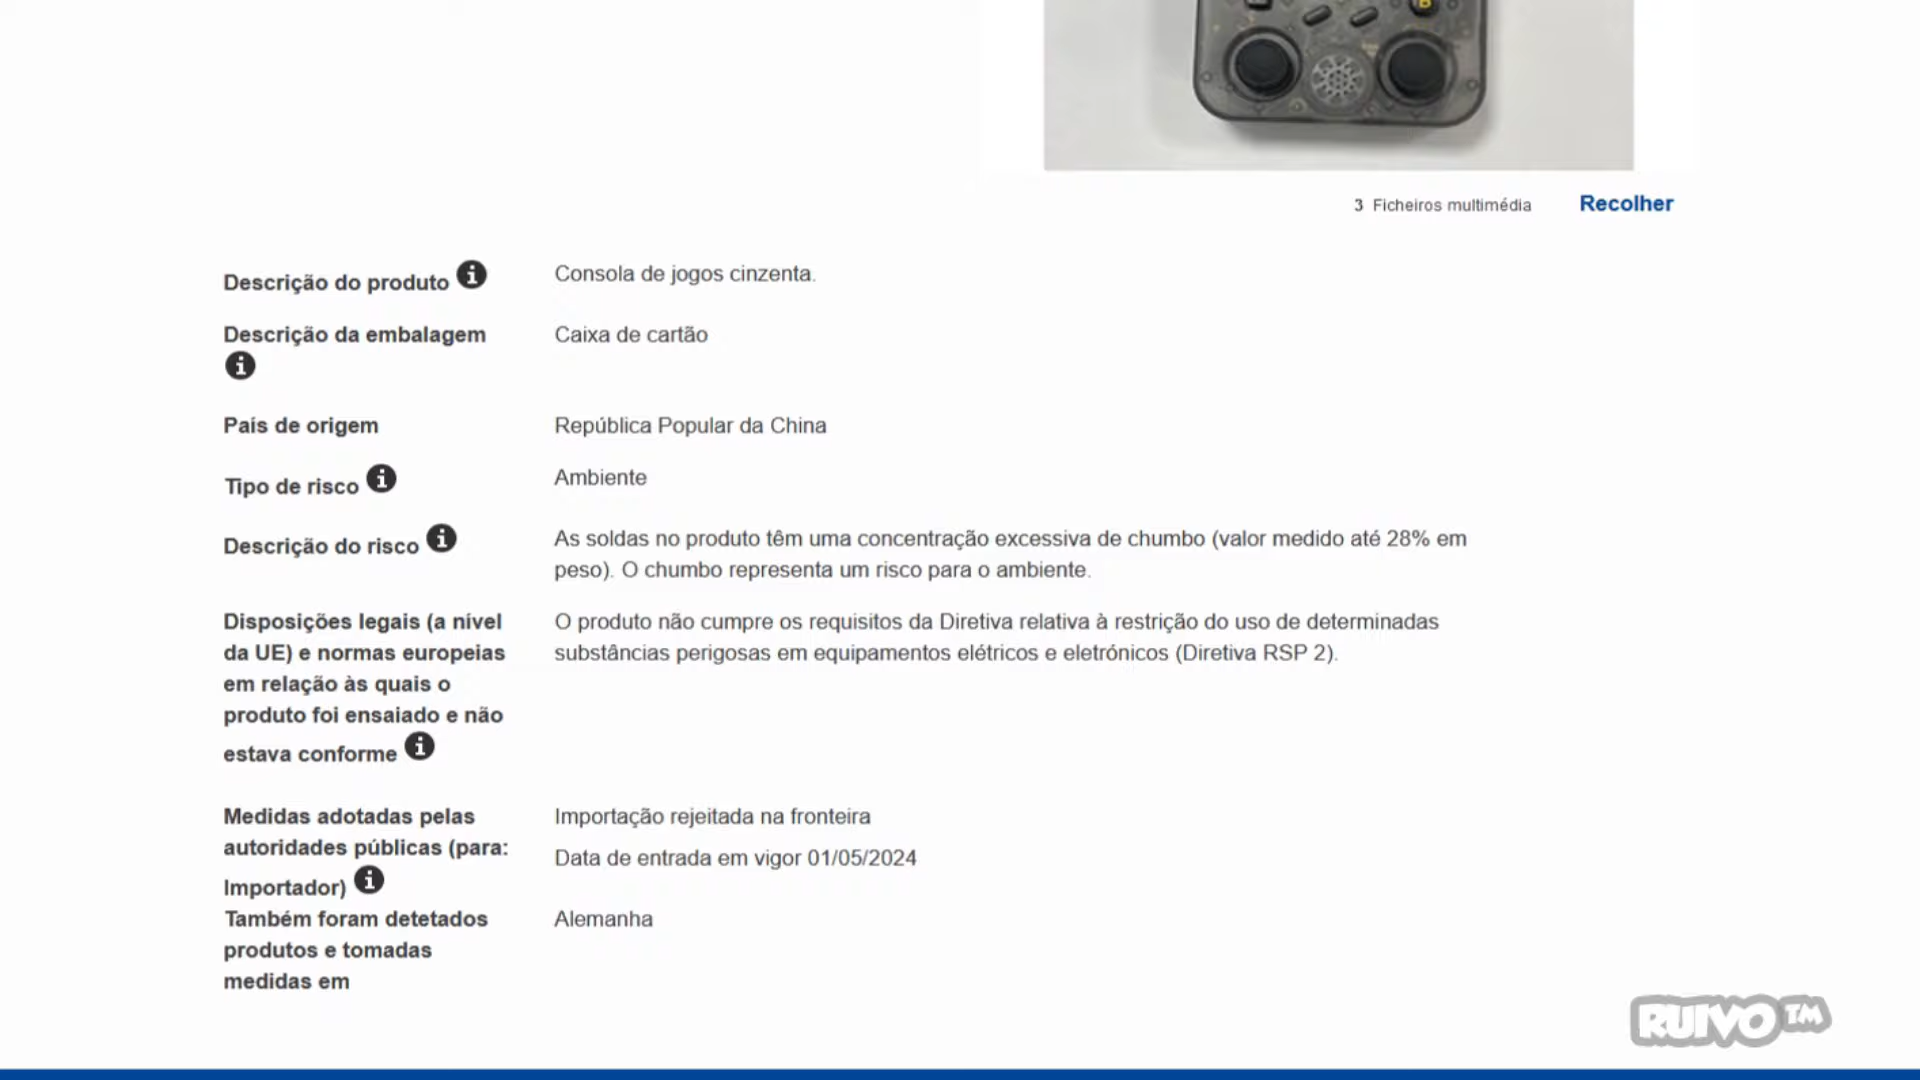 B
3 Ficheiros multimédia Recolher
Descrição do produto
Consola de jogos cinzenta.
Descrição da embalagem
Caixa de cartão
País de origem
República Popular da China
Tipo de risco
Ambiente
Descrição do risco
As soldas no produto têm uma concentração excessiva de chumbo (valor medido até 28% em
peso). O chumbo representa um risco para o ambiente.
Disposições legais (a nível
da UE) e normas europeias
em relação às quais o
produto foi ensaiado e não
estava conforme
O produto não cumpre os requisitos da Diretiva relativa à restrição do uso de determinadas
substâncias perigosas em equipamentos elétricos e eletrónicos (Diretiva RSP 2).
Medidas adotadas pelas
autoridades públicas (para:
Importador)
Importação rejeitada na fronteira
Data de entrada em vigor 01/05/2024
Também foram detetados
produtos e tomadas
medidas em
Alemanha
RUIVO™